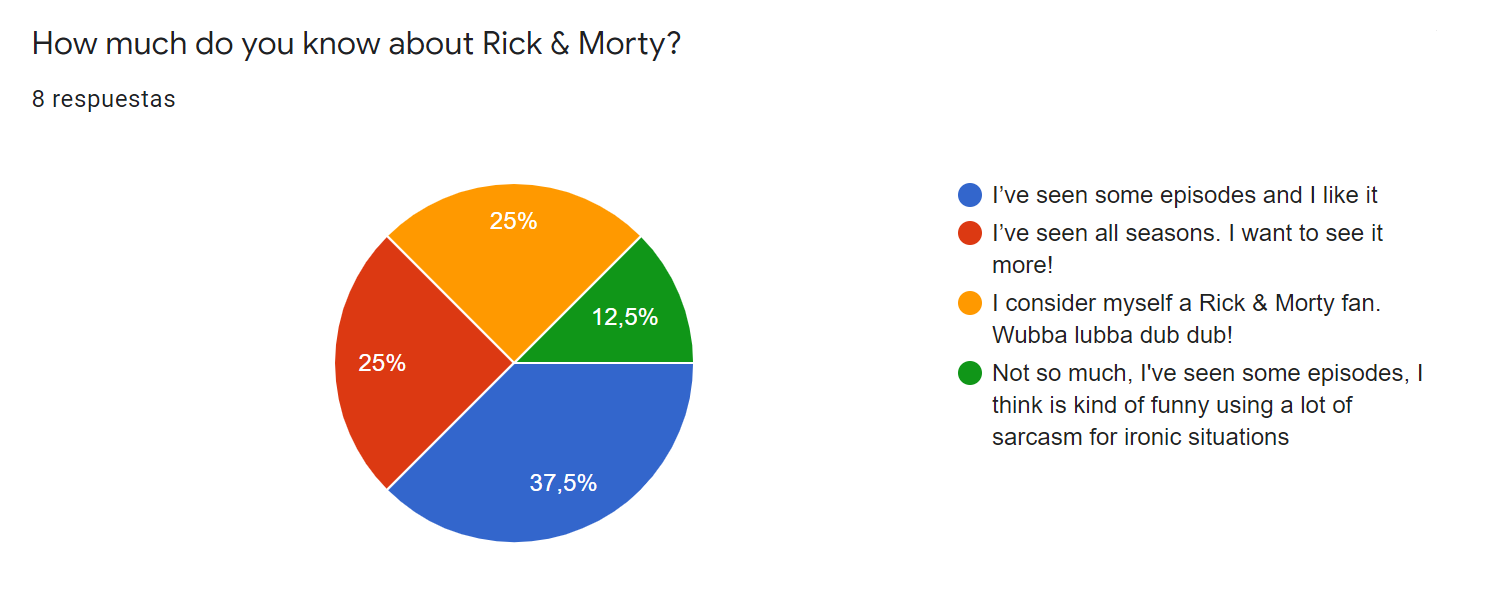 How much do you know about Rick & Morty?
8 respuestas
25%
12,5%
25%
37,5%
I’ve seen some episodes and I like it
I’ve seen all seasons. I want to see it
more!
I consider myself a Rick & Morty fan.
Wubba lubba dub dub!
Not so much, I've seen some episodes, I
think is kind of funny using a lot of
sarcasm for ironic situations